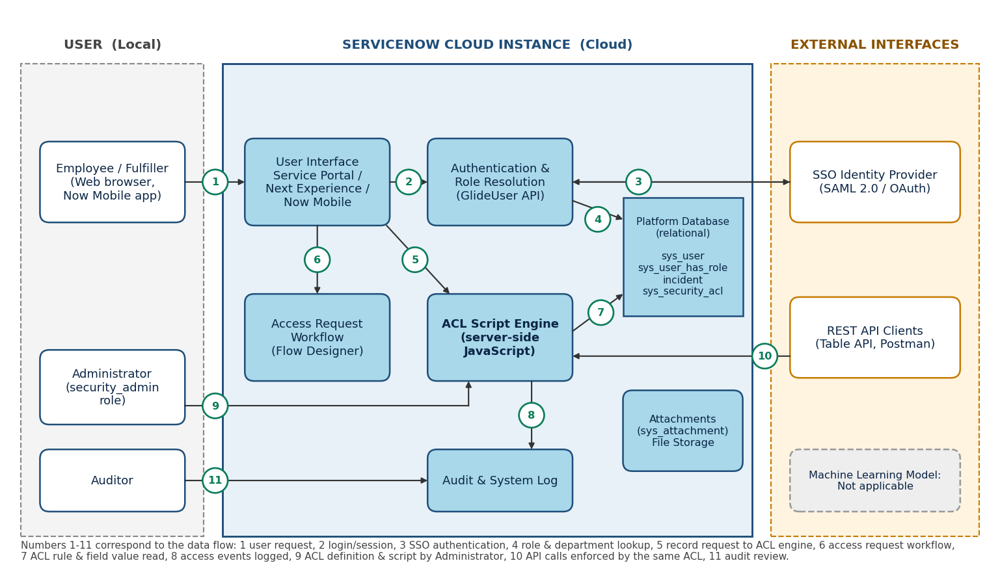 USER  (Local)
SERVICENOW CLOUD INSTANCE  (Cloud)
EXTERNAL INTERFACES
Employee / Fulfiller
(Web browser,
Now Mobile app)
1
User Interface
Service Portal /
Next Experience /
Now Mobile
2
Authentication &
Role Resolution
(GlideUser API)
3
SSO Identity Provider
(SAML 2.0 / OAuth)
4
Platform Database
(relational)
sys_user
sys_user_has_role
incident
sys_security_acl
6
5
Access Request
Workflow
(Flow Designer)
ACL Script Engine
(server-side
JavaScript)
7
REST API Clients
(Table API, Postman)
10
Administrator
(security_admin
role)
9
8
Attachments
(sys_attachment)
File Storage
Auditor
11
Audit & System Log
Machine Learning Model:
Not applicable
Numbers 1-11 correspond to the data flow: 1 user request, 2 login/session, 3 SSO authentication, 4 role & department lookup, 5 record request to ACL engine, 6 access request workflow,
7 ACL rule & field value read, 8 access events logged, 9 ACL definition & script by Administrator, 10 API calls enforced by the same ACL, 11 audit review.